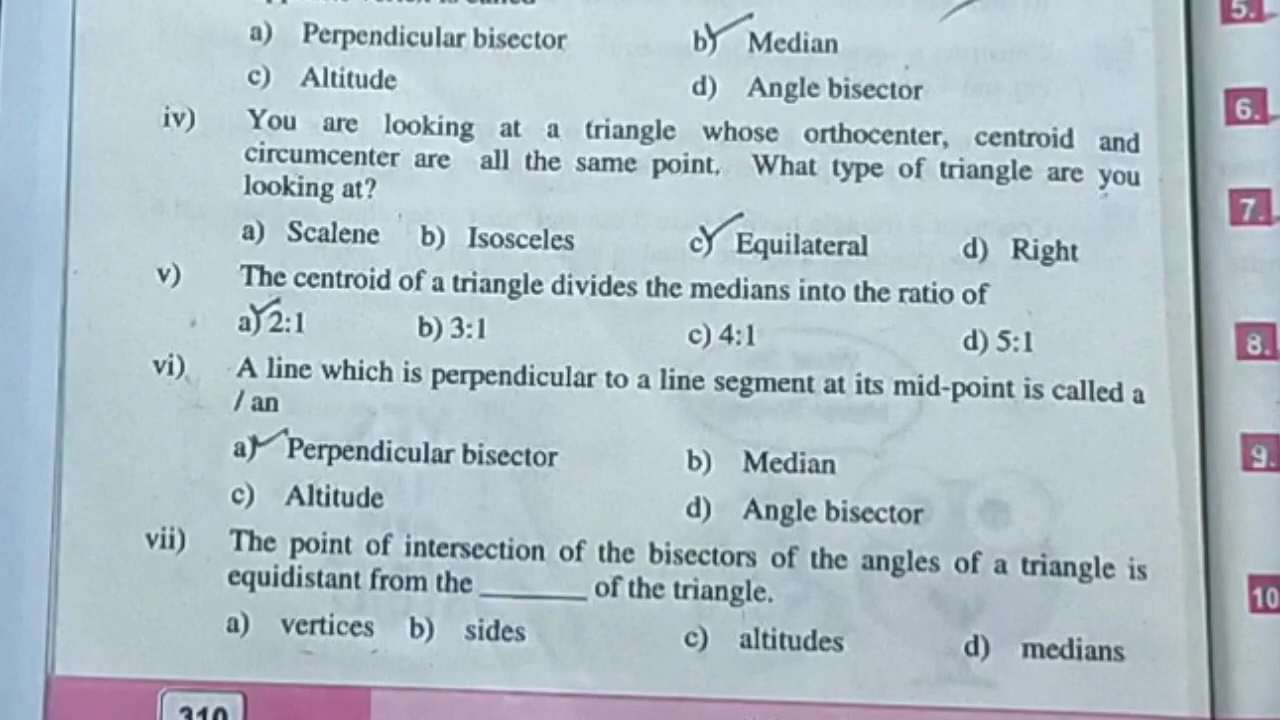 a) Perpendicular bisector b) Median
c) Altitude d) Angle bisector
iv) You are looking at a triangle whose orthocenter, centroid and
circumcenter are all the same point. What type of triangle are you
looking at?
a) Scalene b) Isosceles c) Equilateral d) Right
v) The centroid of a triangle divides the medians into the ratio of
a) 2:1 b) 3:1 c) 4:1 d) 5:1
vi) A line which is perpendicular to a line segment at its mid-point is called a
/ an
a) Perpendicular bisector b) Median
c) Altitude d) Angle bisector
vii) The point of intersection of the bisectors of the angles of a triangle is
equidistant from the ______ of the triangle.
a) vertices b) sides c) altitudes d) medians
310
5.
6.
7.
8.
9.
10